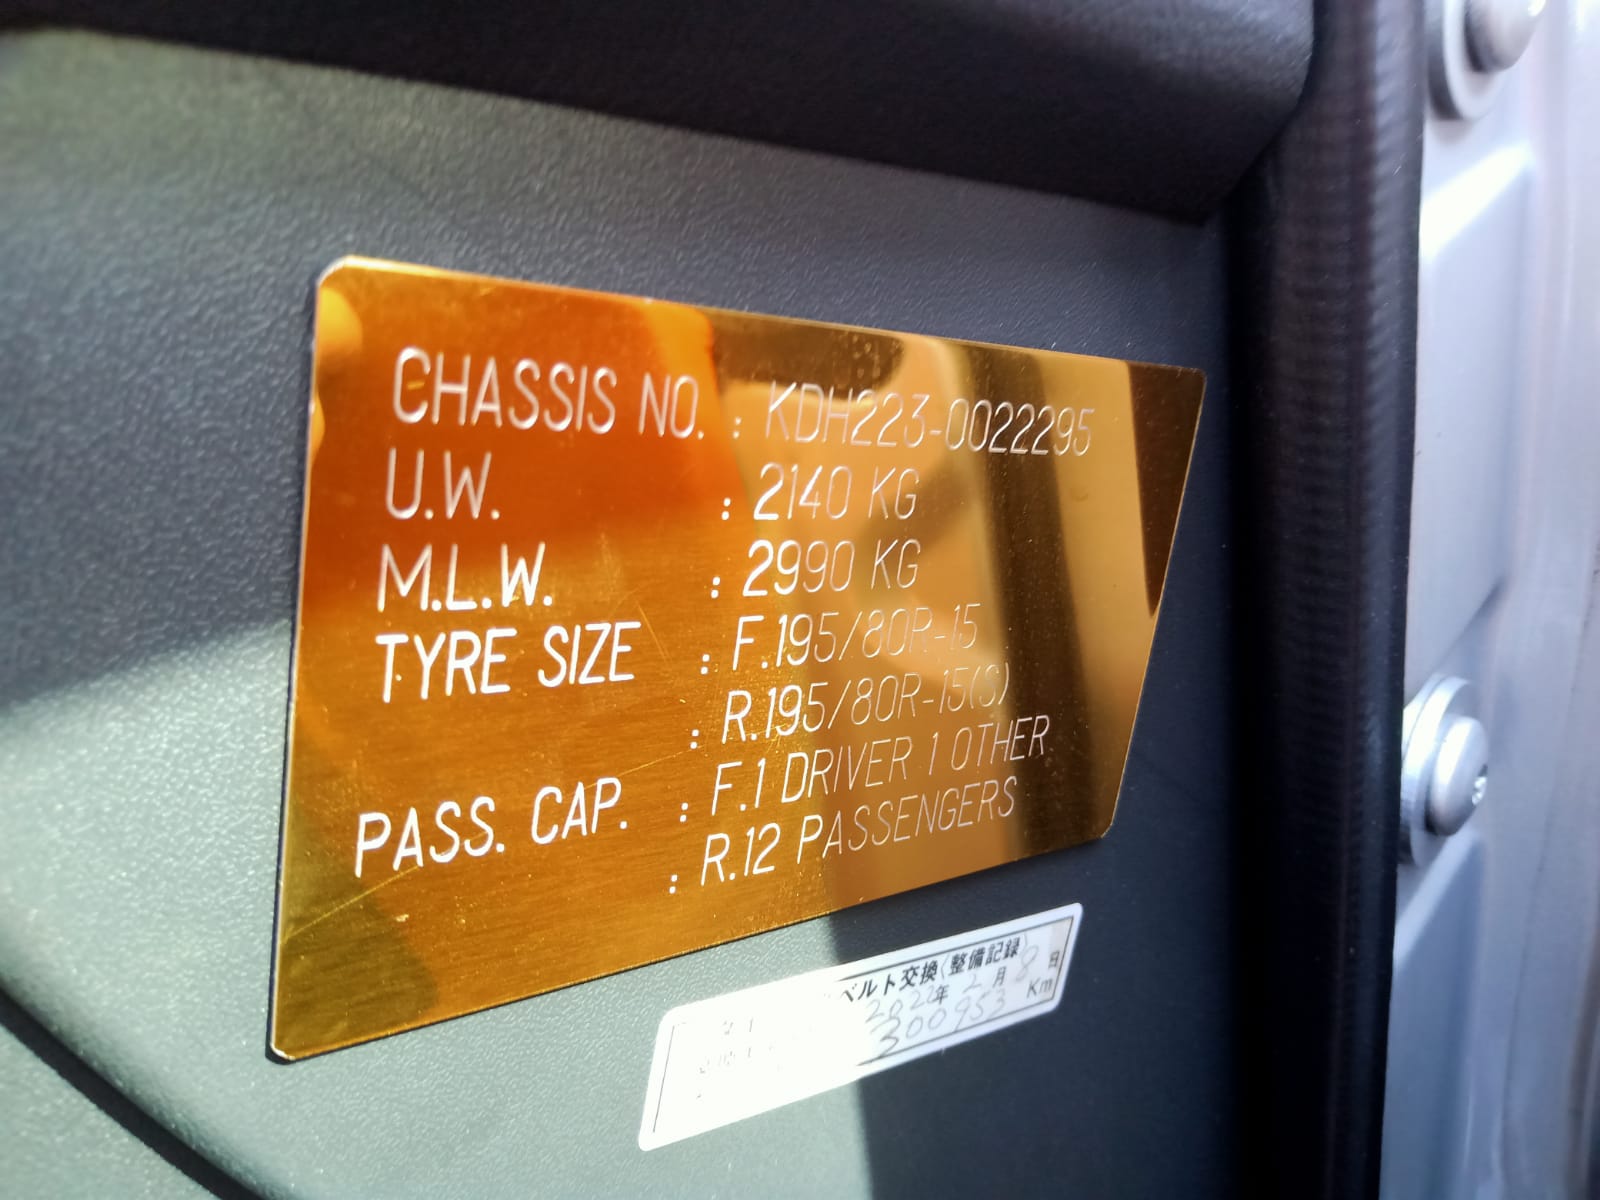 CHASSIS NO. : KDH223-0022295
U.W. : 2140 KG
M.L.W. : 2990 KG
TYRE SIZE : F.195/80R-15
: R.195/80R-15(S)
PASS. CAP. : F.1 DRIVER 1 OTHER
: R.12 PASSENGERS
ベルト交換(整備記録)
2022年 2月 8日
300953 Km